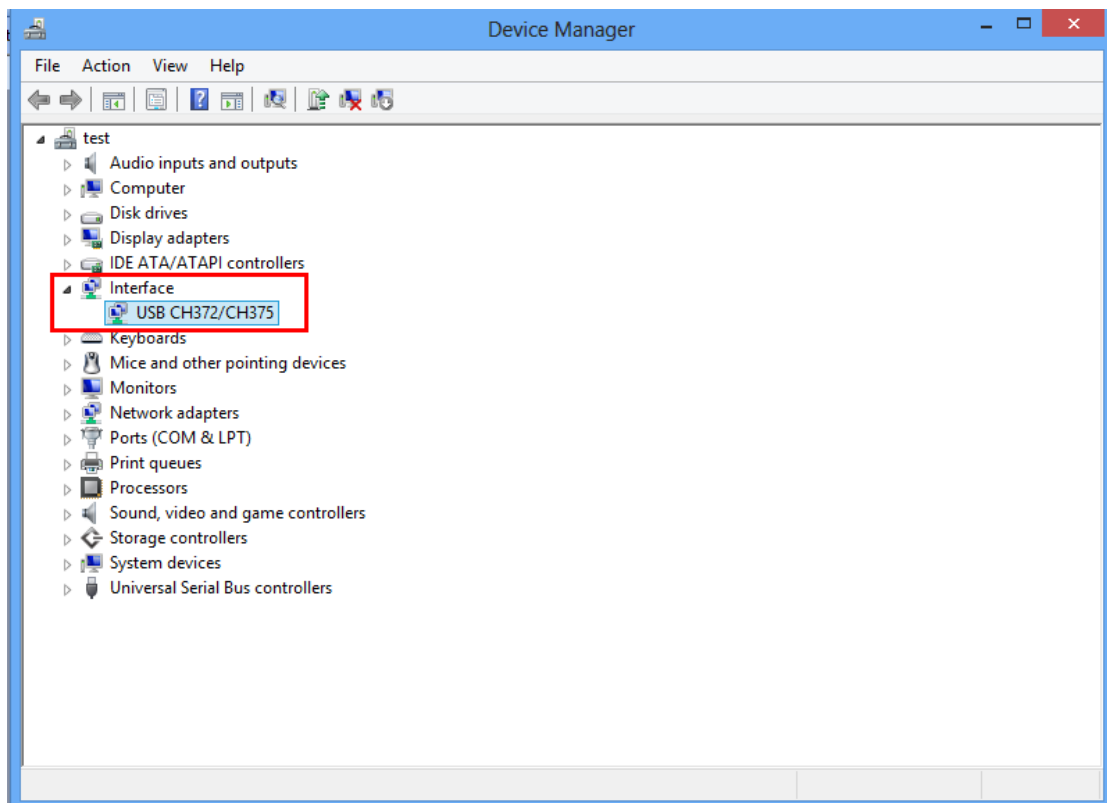 Device Manager
File Action View Help
test
Audio inputs and outputs
Computer
Disk drives
Display adapters
IDE ATA/ATAPI controllers
Interface
USB CH372/CH375
Keyboards
Mice and other pointing devices
Monitors
Network adapters
Ports (COM & LPT)
Print queues
Processors
Sound, video and game controllers
Storage controllers
System devices
Universal Serial Bus controllers